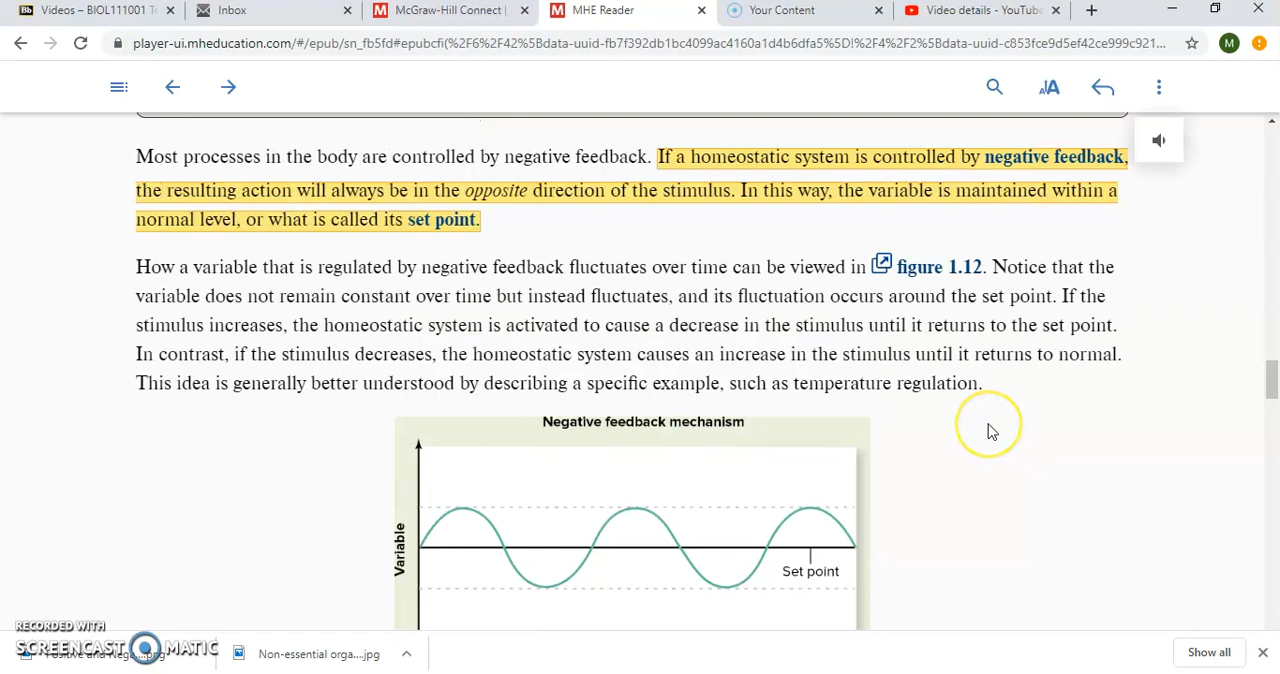 Videos – BIOL111001 T
Inbox
McGraw-Hill Connect
MHE Reader
Your Content
Video details - YouTube
player-ui.mheducation.com/#/epub/sn_fb5fd#epubcfi(%2F6%2F42%5Bdata-uuid-fb7f392db1bc4099ac4160a1d4b6dfa5%5D!%2F4%2F2%5Bdata-uuid-c853fce9d5ef42ce999c921...
M
AA
Most processes in the body are controlled by negative feedback. If a homeostatic system is controlled by negative feedback,
the resulting action will always be in the opposite direction of the stimulus. In this way, the variable is maintained within a
normal level, or what is called its set point.
How a variable that is regulated by negative feedback fluctuates over time can be viewed in figure 1.12. Notice that the
variable does not remain constant over time but instead fluctuates, and its fluctuation occurs around the set point. If the
stimulus increases, the homeostatic system is activated to cause a decrease in the stimulus until it returns to the set point.
In contrast, if the stimulus decreases, the homeostatic system causes an increase in the stimulus until it returns to normal.
This idea is generally better understood by describing a specific example, such as temperature regulation.
Negative feedback mechanism
Variable
Set point
RECORDED WITH
SCREENCAST MATIC
Positive and Nega....png
Non-essential orga....jpg
Show all